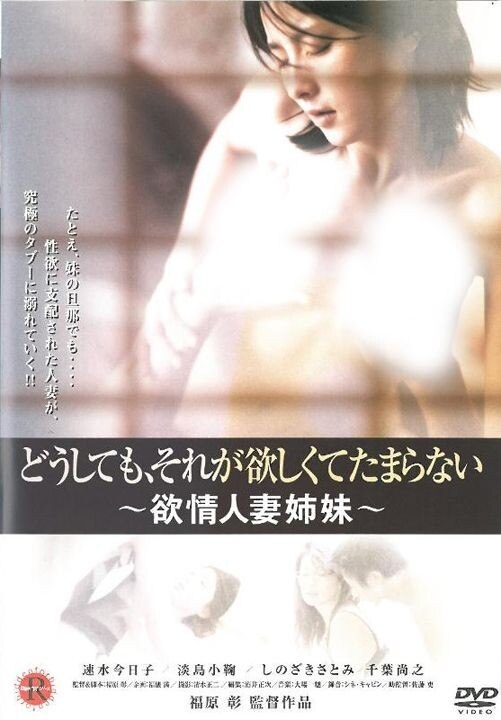 たとえ、妹の旦那でも‥‥
性欲に支配された人妻が、
究極のタブーに溺れていく!!
どうしても、それが欲しくてたまらない
～欲情人妻姉妹～
速水今日子/淡島小鞠/しのざきさとみ/千葉尚之
福原 彰 監督作品
R
DVD
VIDEO